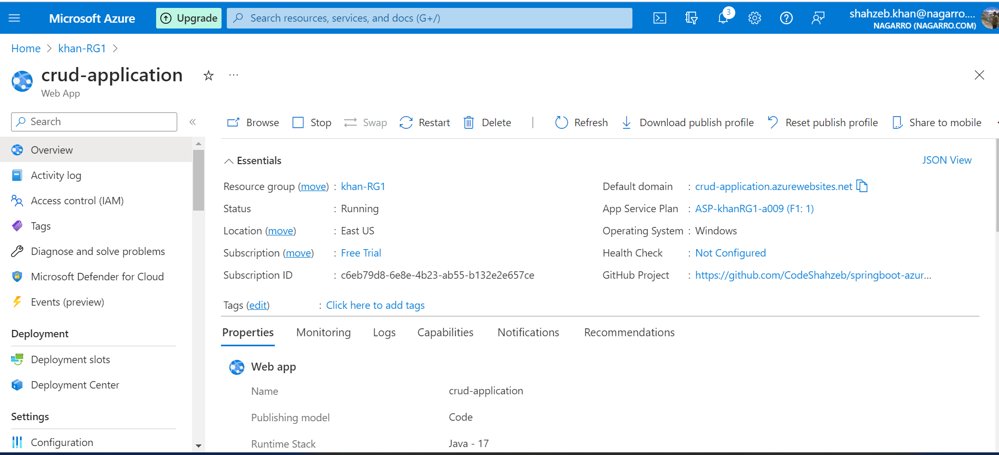 Microsoft Azure
Upgrade
Search resources, services, and docs (G+/)
3
shahzeb.khan@nagarro....
NAGARRO (NAGARRO.COM)
Home > khan-RG1 >
crud-application
Web App
Search
«
Browse
Stop
Swap
Restart
Delete
Refresh
Download publish profile
Reset publish profile
Share to mobile
Overview
Activity log
Access control (IAM)
Tags
Diagnose and solve problems
Microsoft Defender for Cloud
Events (preview)
Deployment
Deployment slots
Deployment Center
Settings
Configuration
Essentials
JSON View
Resource group (move) : khan-RG1
Status : Running
Location (move) : East US
Subscription (move) : Free Trial
Subscription ID : c6eb79d8-6e8e-4b23-ab55-b132e2e657ce
Default domain : crud-application.azurewebsites.net
App Service Plan : ASP-khanRG1-a009 (F1: 1)
Operating System : Windows
Health Check : Not Configured
GitHub Project : https://github.com/CodeShahzeb/springboot-azur...
Tags (edit) : Click here to add tags
Properties
Monitoring
Logs
Capabilities
Notifications
Recommendations
Web app
Name crud-application
Publishing model Code
Runtime Stack Java - 17